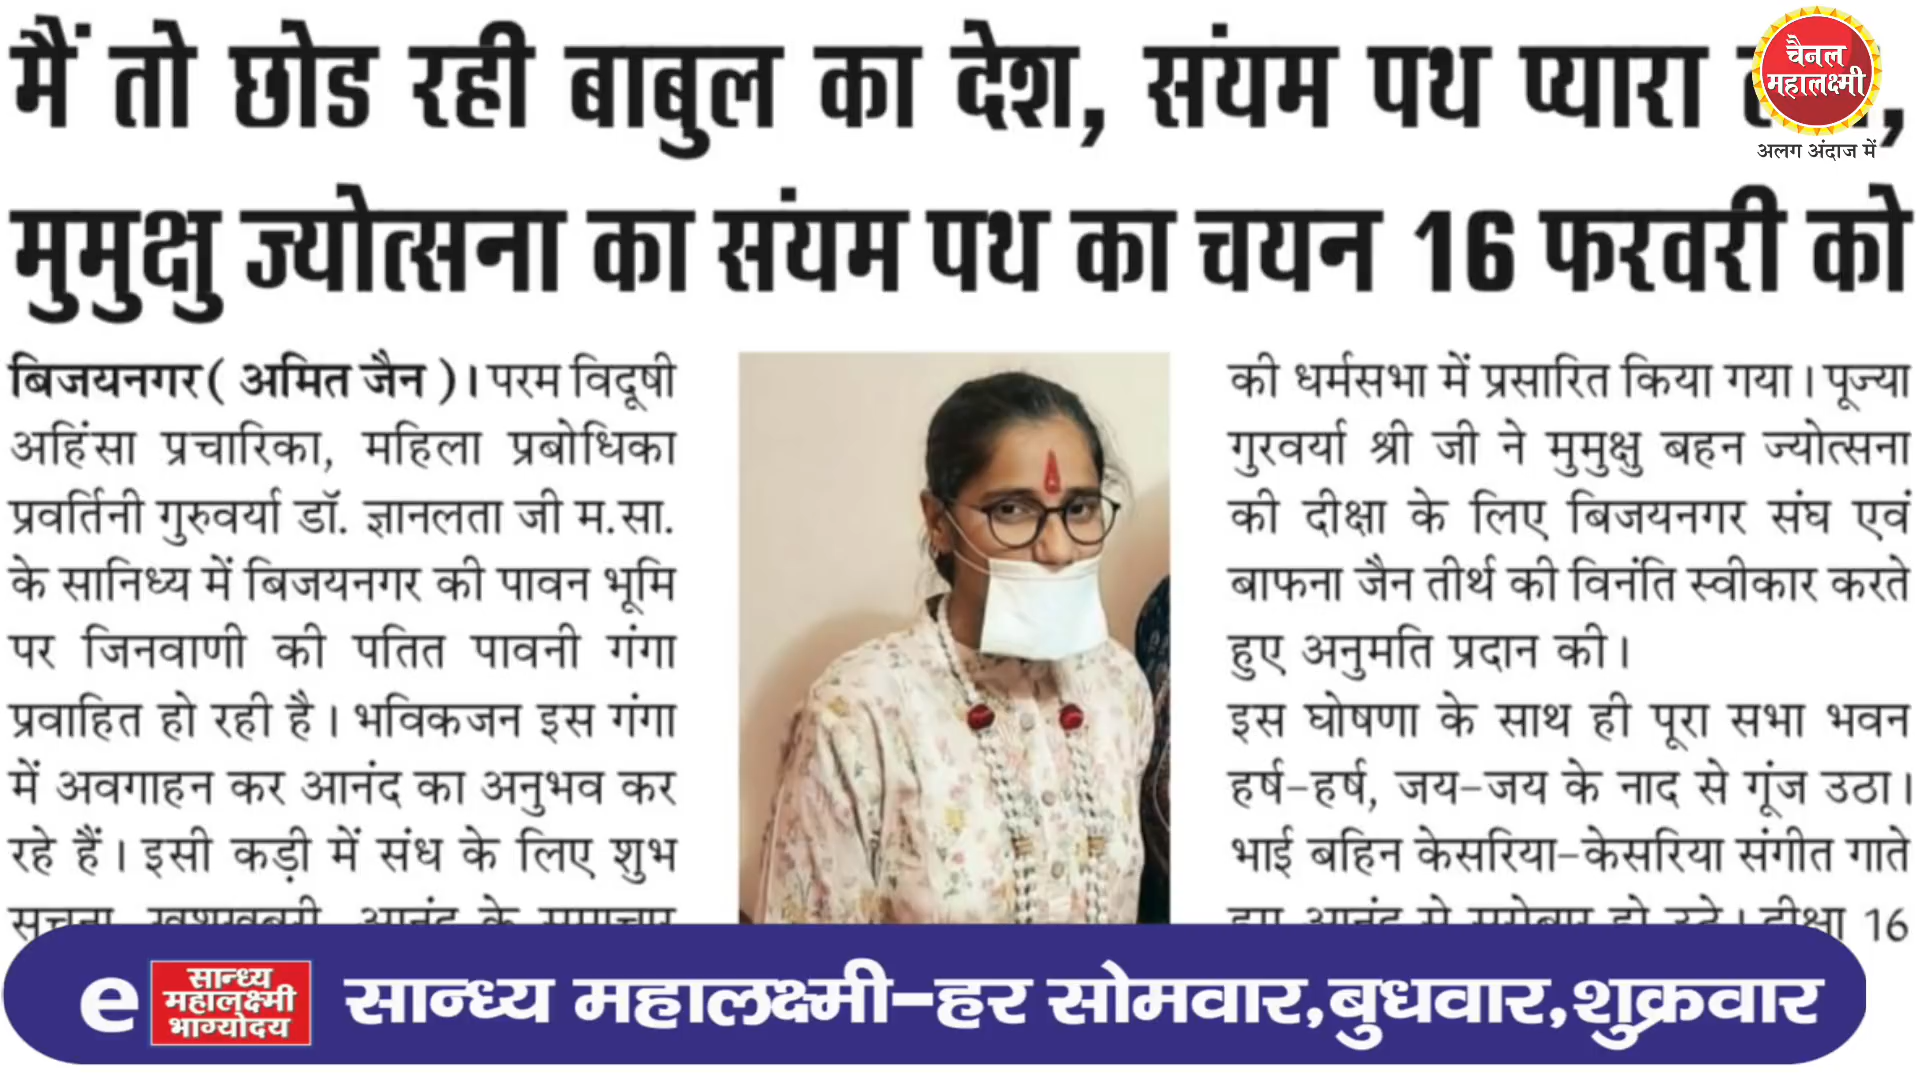 मैं तो छोड रही बाबुल का देश, संयम पथ प्यारा
मुमुक्षु ज्योत्सना का संयम पथ का चयन 16 फरवरी को
चैनल
महालक्ष्मी
अलग अंदाज में
बिजयनगर ( अमित जैन )। परम विदूषी
अहिंसा प्रचारिका, महिला प्रबोधिका
प्रवर्तिनी गुरुवर्या डॉ. ज्ञानलता जी म.सा.
के सानिध्य में बिजयनगर की पावन भूमि
पर जिनवाणी की पतित पावनी गंगा
प्रवाहित हो रही है। भविकजन इस गंगा
में अवगाहन कर आनंद का अनुभव कर
रहे हैं। इसी कड़ी में संध के लिए शुभ
की धर्मसभा में प्रसारित किया गया। पूज्या
गुरवर्या श्री जी ने मुमुक्षु बहन ज्योत्सना
की दीक्षा के लिए बिजयनगर संघ एवं
बाफना जैन तीर्थ की विनंति स्वीकार करते
हुए अनुमति प्रदान की।
इस घोषणा के साथ ही पूरा सभा भवन
हर्ष-हर्ष, जय-जय के नाद से गूंज उठा।
भाई बहिन केसरिया-केसरिया संगीत गाते
दीक्षा 16
e सान्ध्य
महालक्ष्मी
भाग्योदय
सान्ध्य महालक्ष्मी-हर सोमवार,बुधवार,शुक्रवार